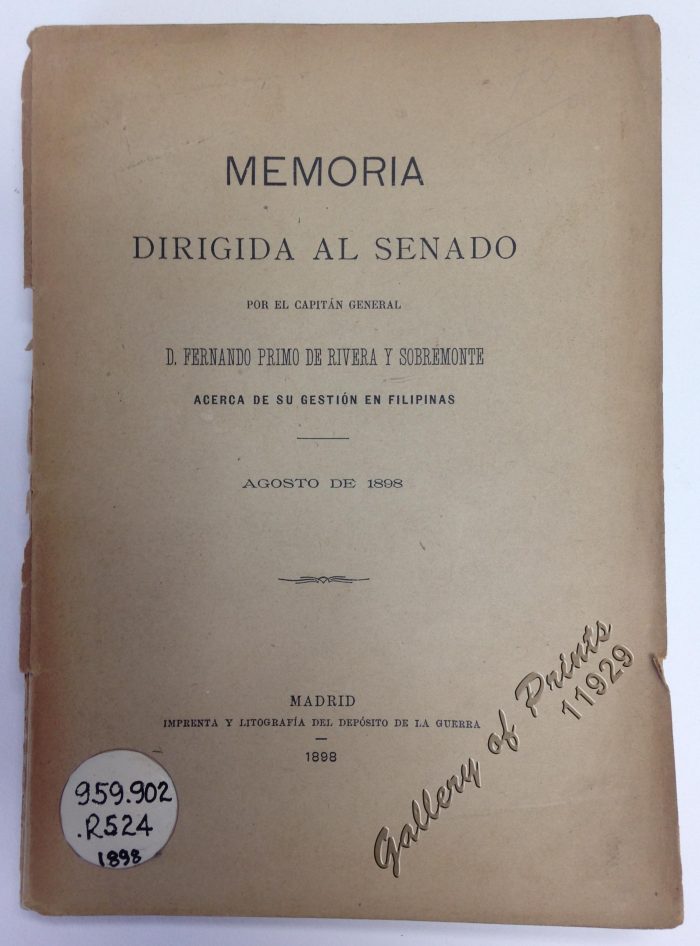 MEMORIA
DIRIGIDA AL SENADO
POR EL CAPITÁN GENERAL
D. FERNANDO PRIMO DE RIVERA Y SOBREMONTE
ACERCA DE SU GESTIÓN EN FILIPINAS
AGOSTO DE 1898
MADRID
IMPRENTA Y LITOGRAFÍA DEL DEPÓSITO DE LA GUERRA
1898
959.902
.R524
1898
Gallery of Prints
11929